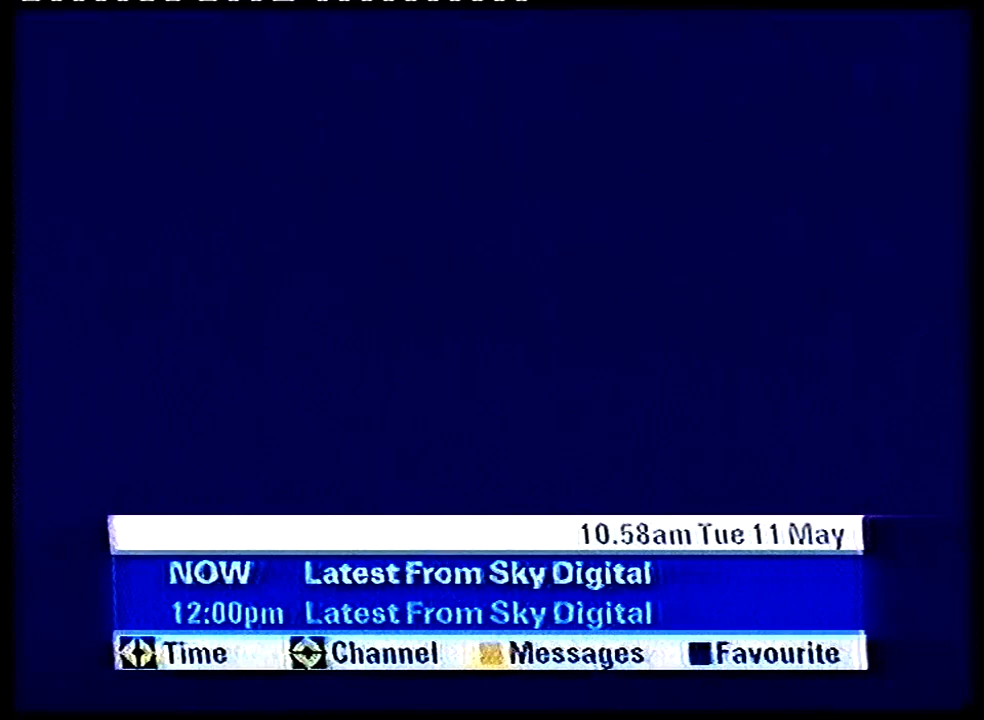 10.58am Tue 11 May
NOW Latest From Sky Digital
12:00pm Latest From Sky Digital
Time Channel Messages Favourite